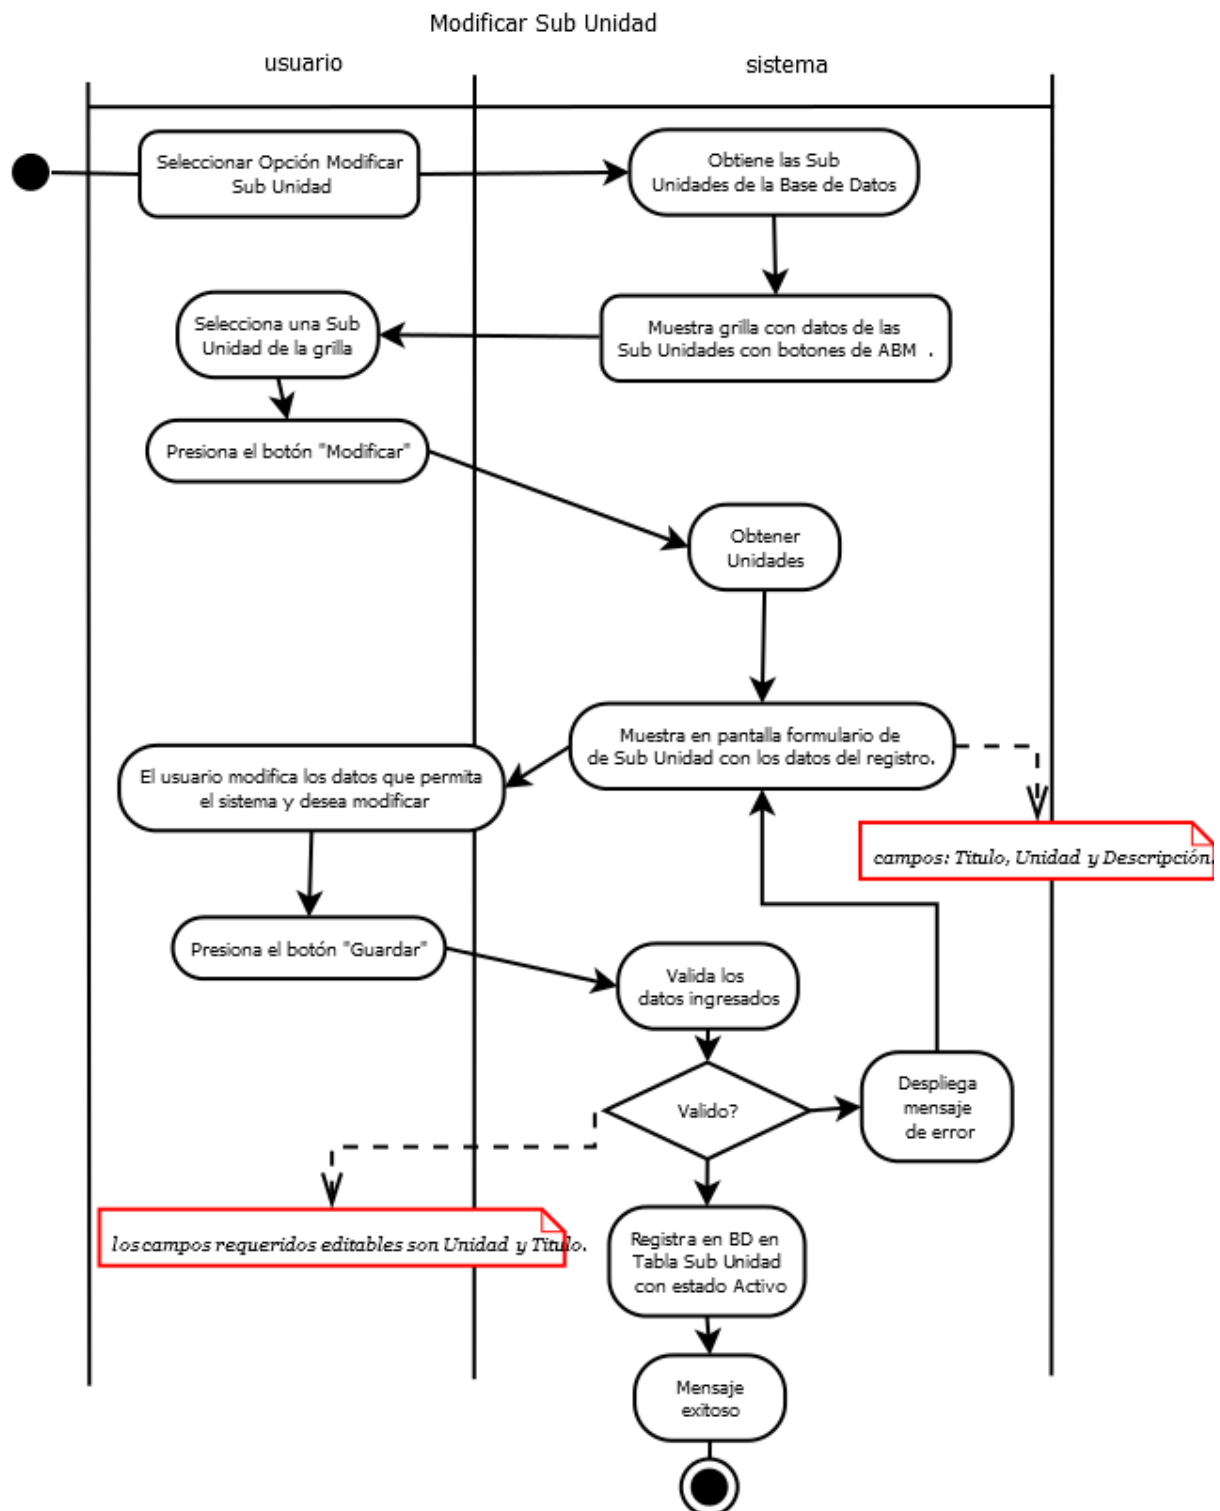 Modificar Sub Unidad
usuario
sistema
Seleccionar Opción Modificar
Sub Unidad
Obtiene las Sub
Unidades de la Base de Datos
Selecciona una Sub
Unidad de la grilla
Muestra grilla con datos de las
Sub Unidades con botones de ABM .
Presiona el botón "Modificar"
Obtener
Unidades
Muestra en pantalla formulario de
de Sub Unidad con los datos del registro.
El usuario modifica los datos que permita
el sistema y desea modificar
campos: Titulo, Unidad y Descripción.
Presiona el botón "Guardar"
Valida los
datos ingresados
Valido?
Despliega
mensaje
de error
los campos requeridos editables son Unidad y Titulo.
Registra en BD en
Tabla Sub Unidad
con estado Activo
Mensaje
exitoso